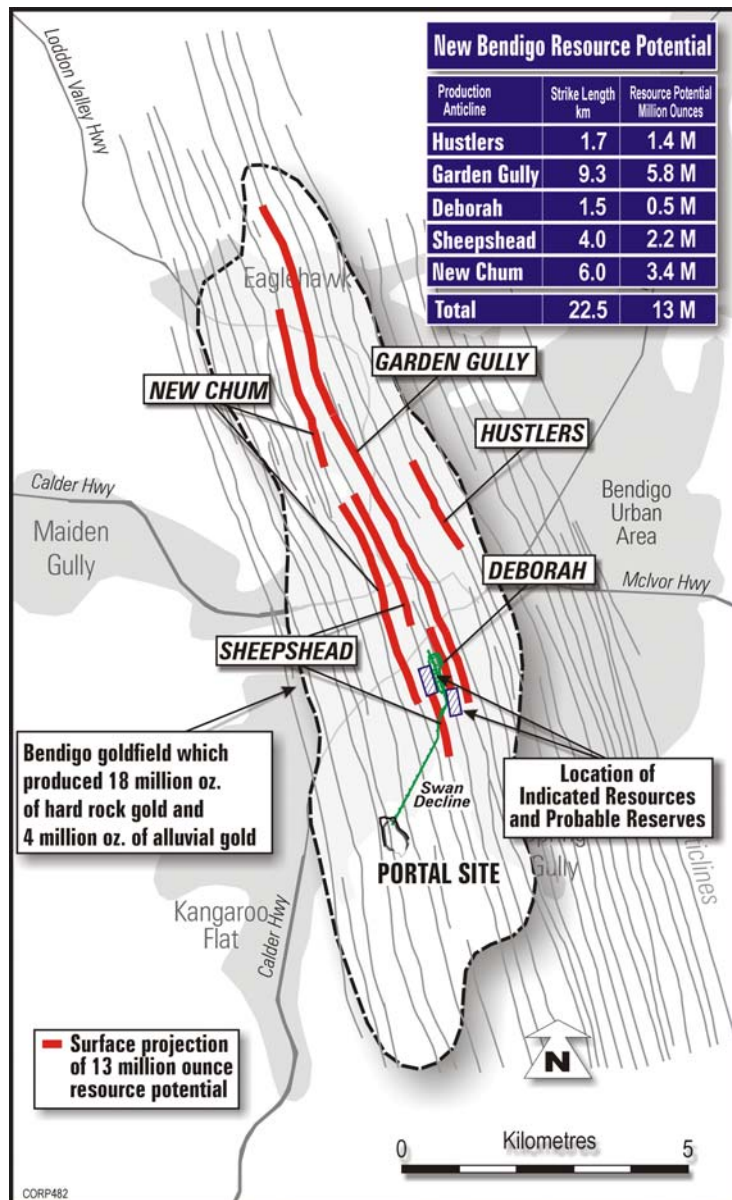 New Bendigo Resource Potential
Production Anticline Strike Length km Resource Potential Million Ounces
Hustlers 1.7 1.4 M
Garden Gully 9.3 5.8 M
Deborah 1.5 0.5 M
Sheepshead 4.0 2.2 M
New Chum 6.0 3.4 M
Total 22.5 13 M
Loddon Valley Hwy
Eaglehawk
NEW CHUM
GARDEN GULLY
HUSTLERS
Calder Hwy
Maiden
Gully
Bendigo
Urban
Area
DEBORAH
McIvor Hwy
SHEEPSHEAD
Bendigo goldfield which
produced 18 million oz.
of hard rock gold and
4 million oz. of alluvial gold
Location of
Indicated Resources
and Probable Reserves
Swan
Decline
PORTAL SITE
Gully
Kangaroo
Flat
Calder Hwy
Surface projection
of 13 million ounce
resource potential
N
Kilometres
0 5
CORP482